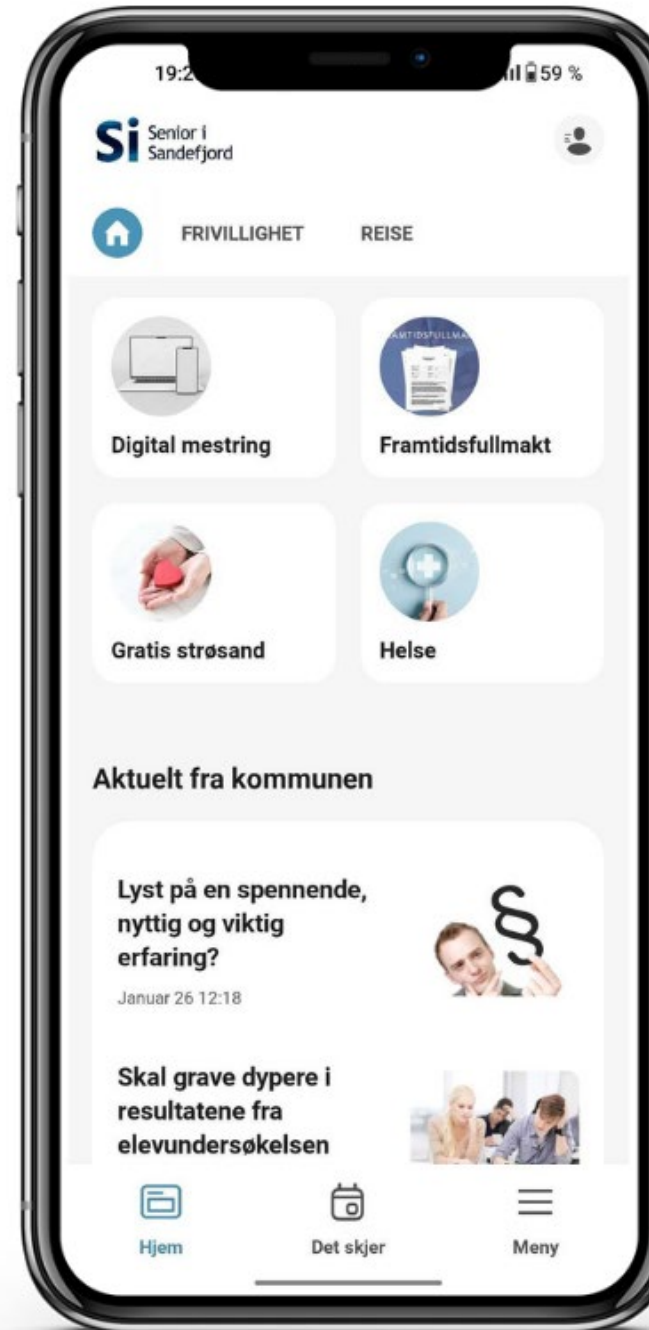 59 %
Si Senior i
Sandefjord
FRIVILLIGHET REISE
Digital mestring
Framtidsfullmakt
Gratis strøsand
Helse
Aktuelt fra kommunen
Lyst på en spennende,
nyttig og viktig
erfaring?
Januar 26 12:18
Skal grave dypere i
resultatene fra
elevundersøkelsen
Hjem
Det skjer
Meny